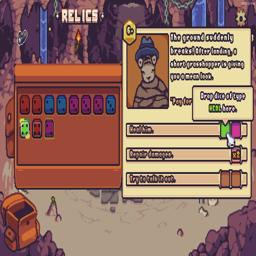 RELICS
The ground suddenly
breaks! After landing, a
short grasshopper is giving
you a mean look.
"Pay for
Drop dice of type
HEAL here.
Heal him.
Repair damages.
Try to talk it out.